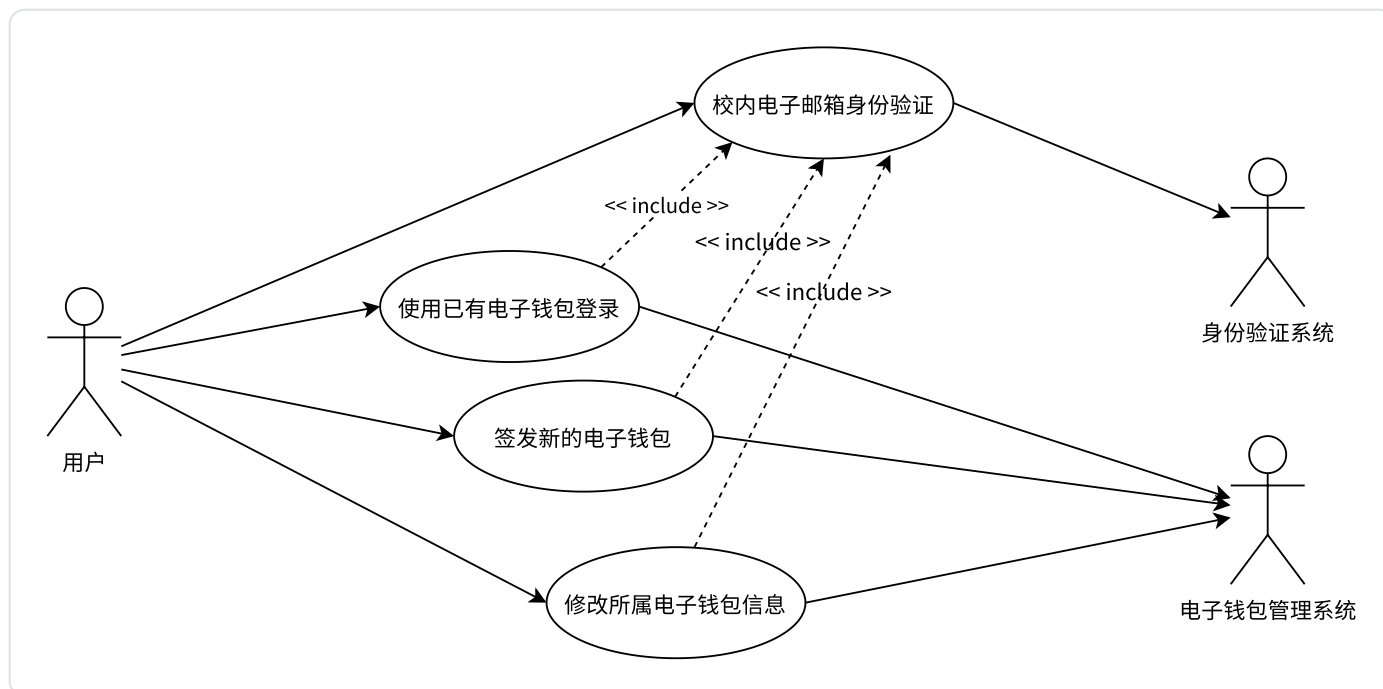 校内电子邮箱身份验证
<< include >>
<< include >>
<< include >>
使用已有电子钱包登录
身份验证系统
签发新的电子钱包
用户
修改所属电子钱包信息
电子钱包管理系统